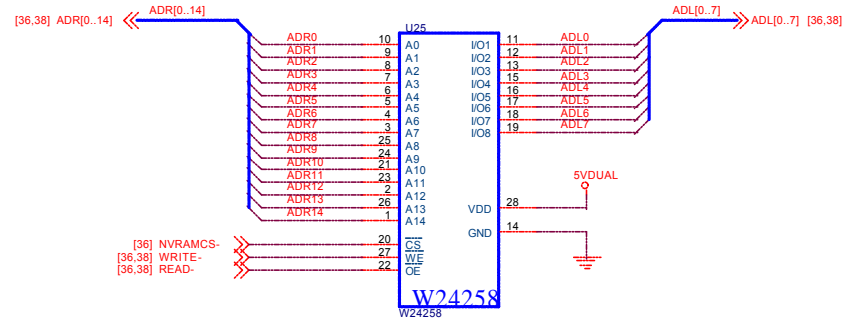 ADR[0..14] ADL[0..7]
[36,38] ADR[0..14] ADL[0..7] [36,38]
U25
ADR0 10 A0 I/O1 11 ADL0
ADR1 9 A1 I/O2 12 ADL1
ADR2 8 A2 I/O3 13 ADL2
ADR3 7 A3 I/O4 15 ADL3
ADR4 6 A4 I/O5 16 ADL4
ADR5 5 A5 I/O6 17 ADL5
ADR6 4 A6 I/O7 18 ADL6
ADR7 3 A7 I/O8 19 ADL7
ADR8 25 A8
ADR9 24 A9
ADR10 21 A10
ADR11 23 A11
5VDUAL
ADR12 2 A12
ADR13 26 A13 VDD 28
ADR14 1 A14
GND 14
[36] NVRAMCS- 20 CS
[36,38] WRITE- 27 WE
[36,38] READ- 22 OE
W24258
W24258